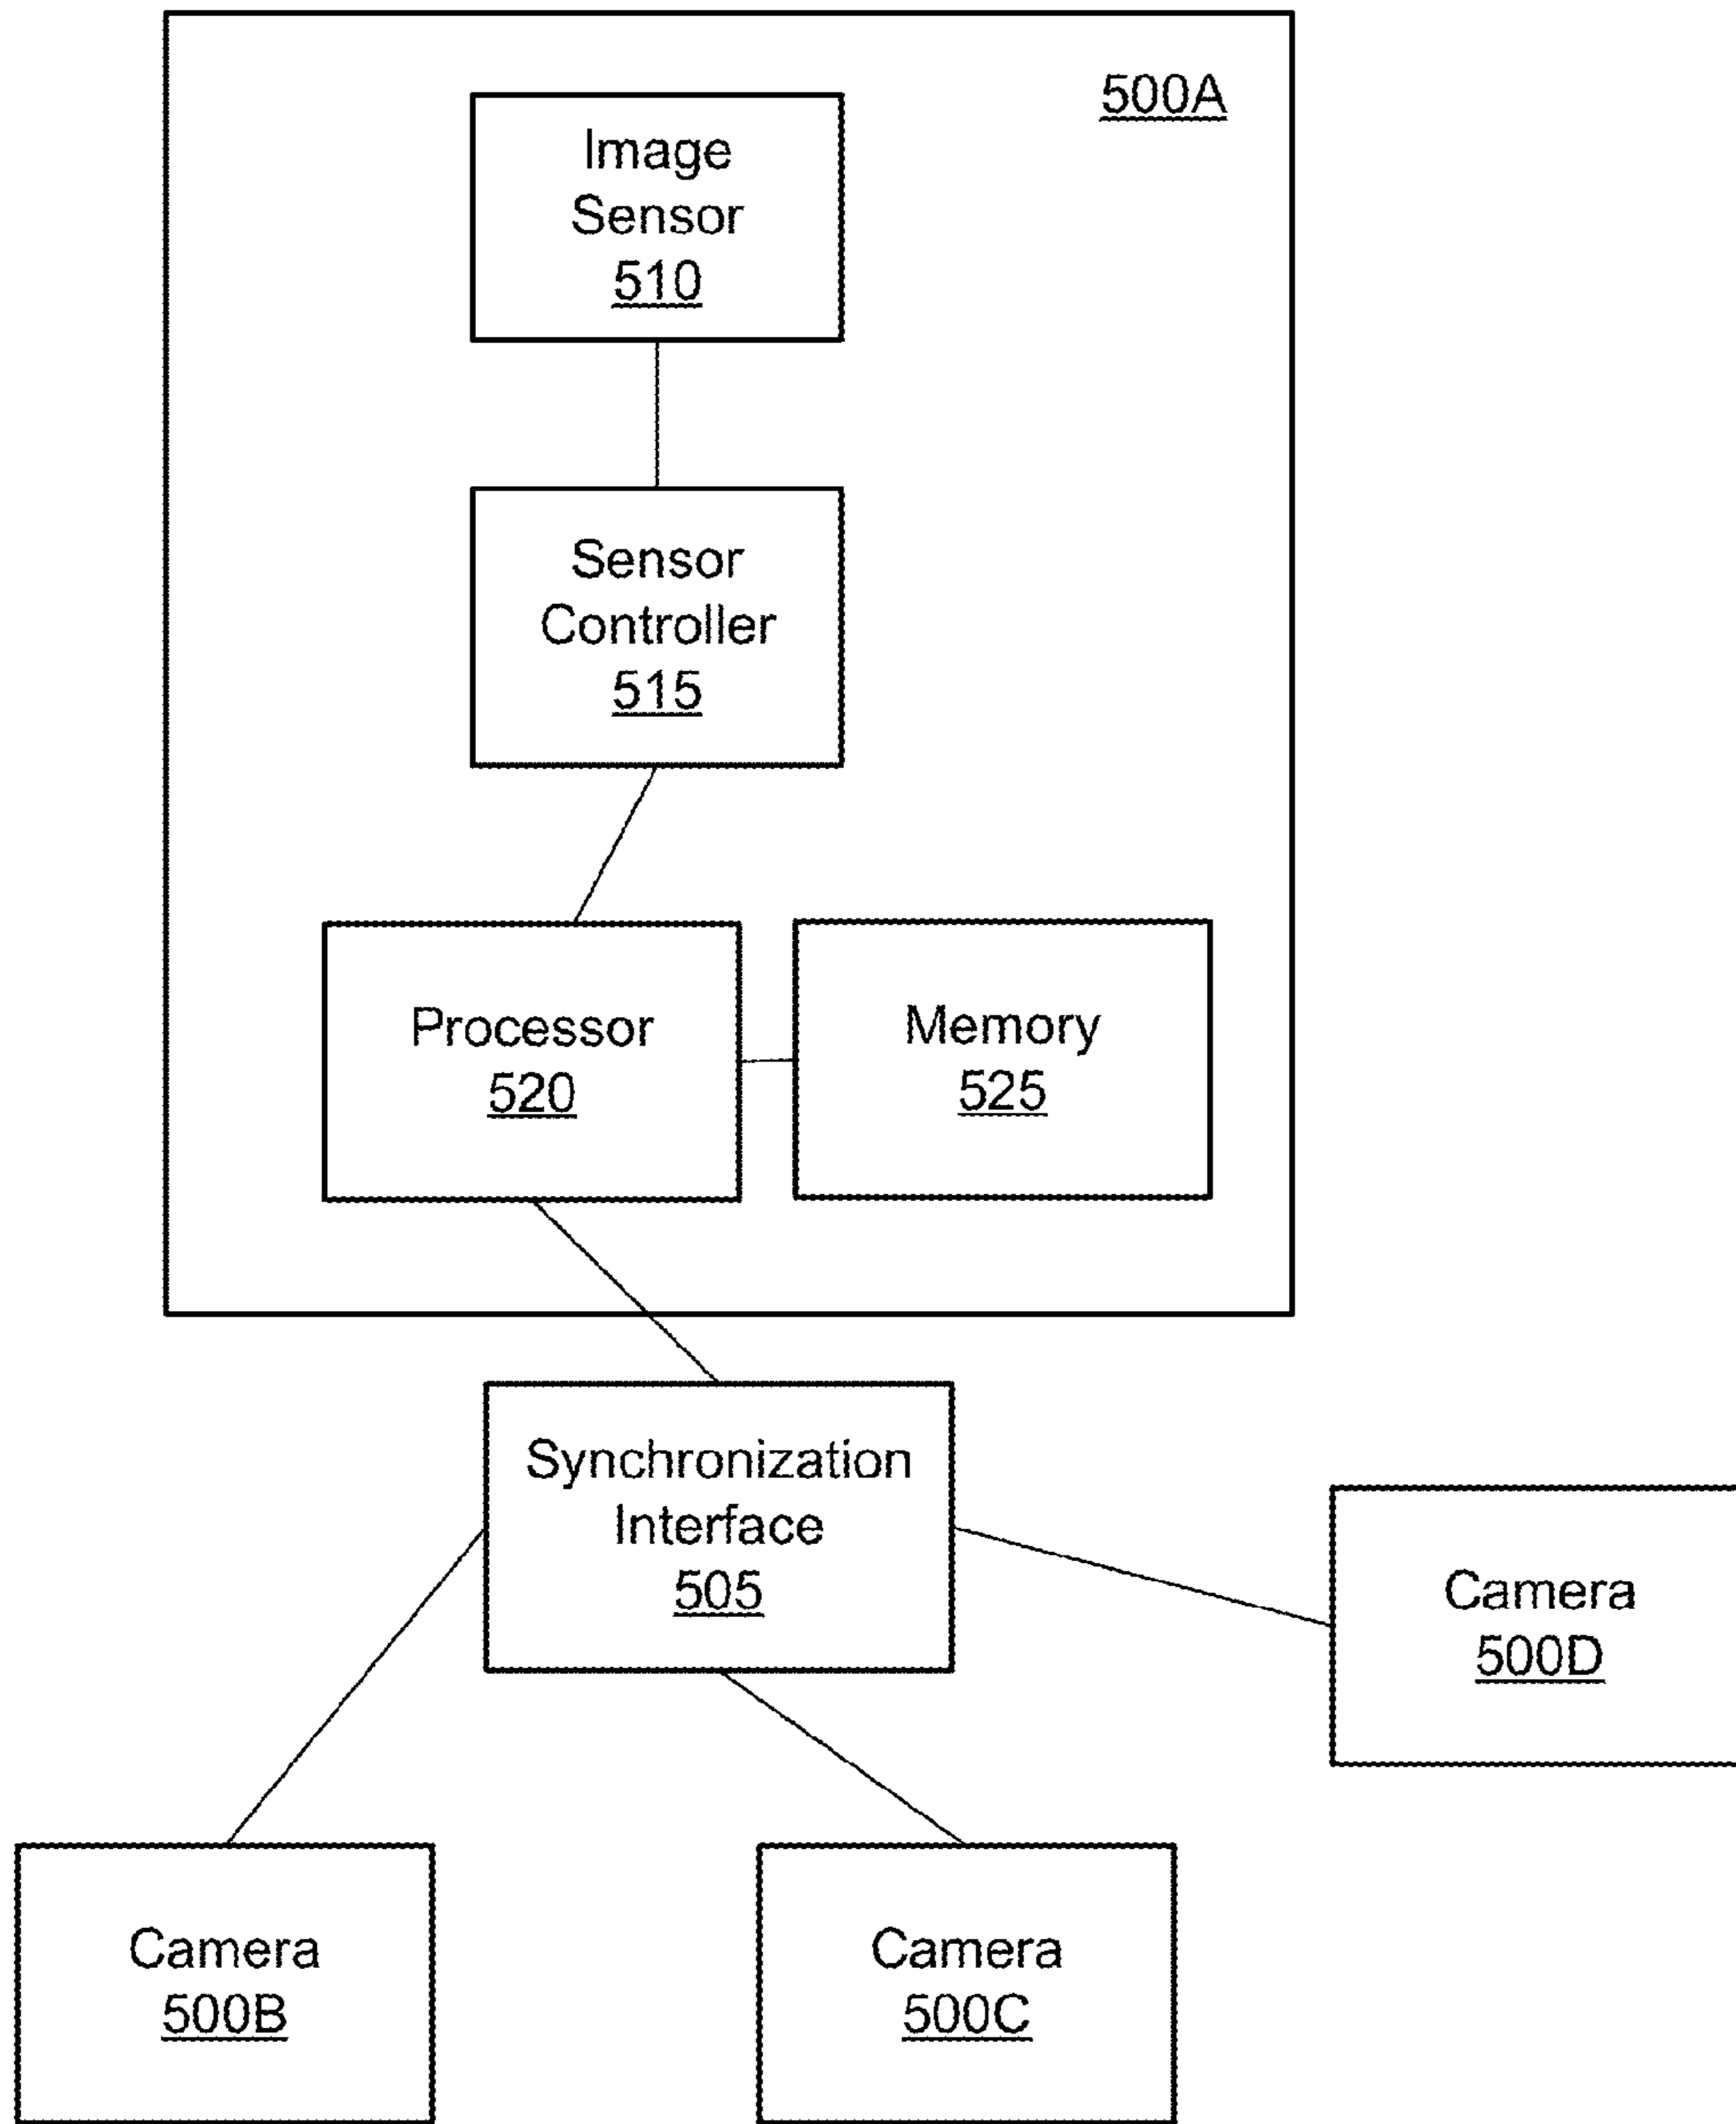 500A
Image
Sensor
510
Sensor
Controller
515
Processor
520
Memory
525
Synchronization
Interface
505
Camera
500D
Camera
500B
Camera
500C